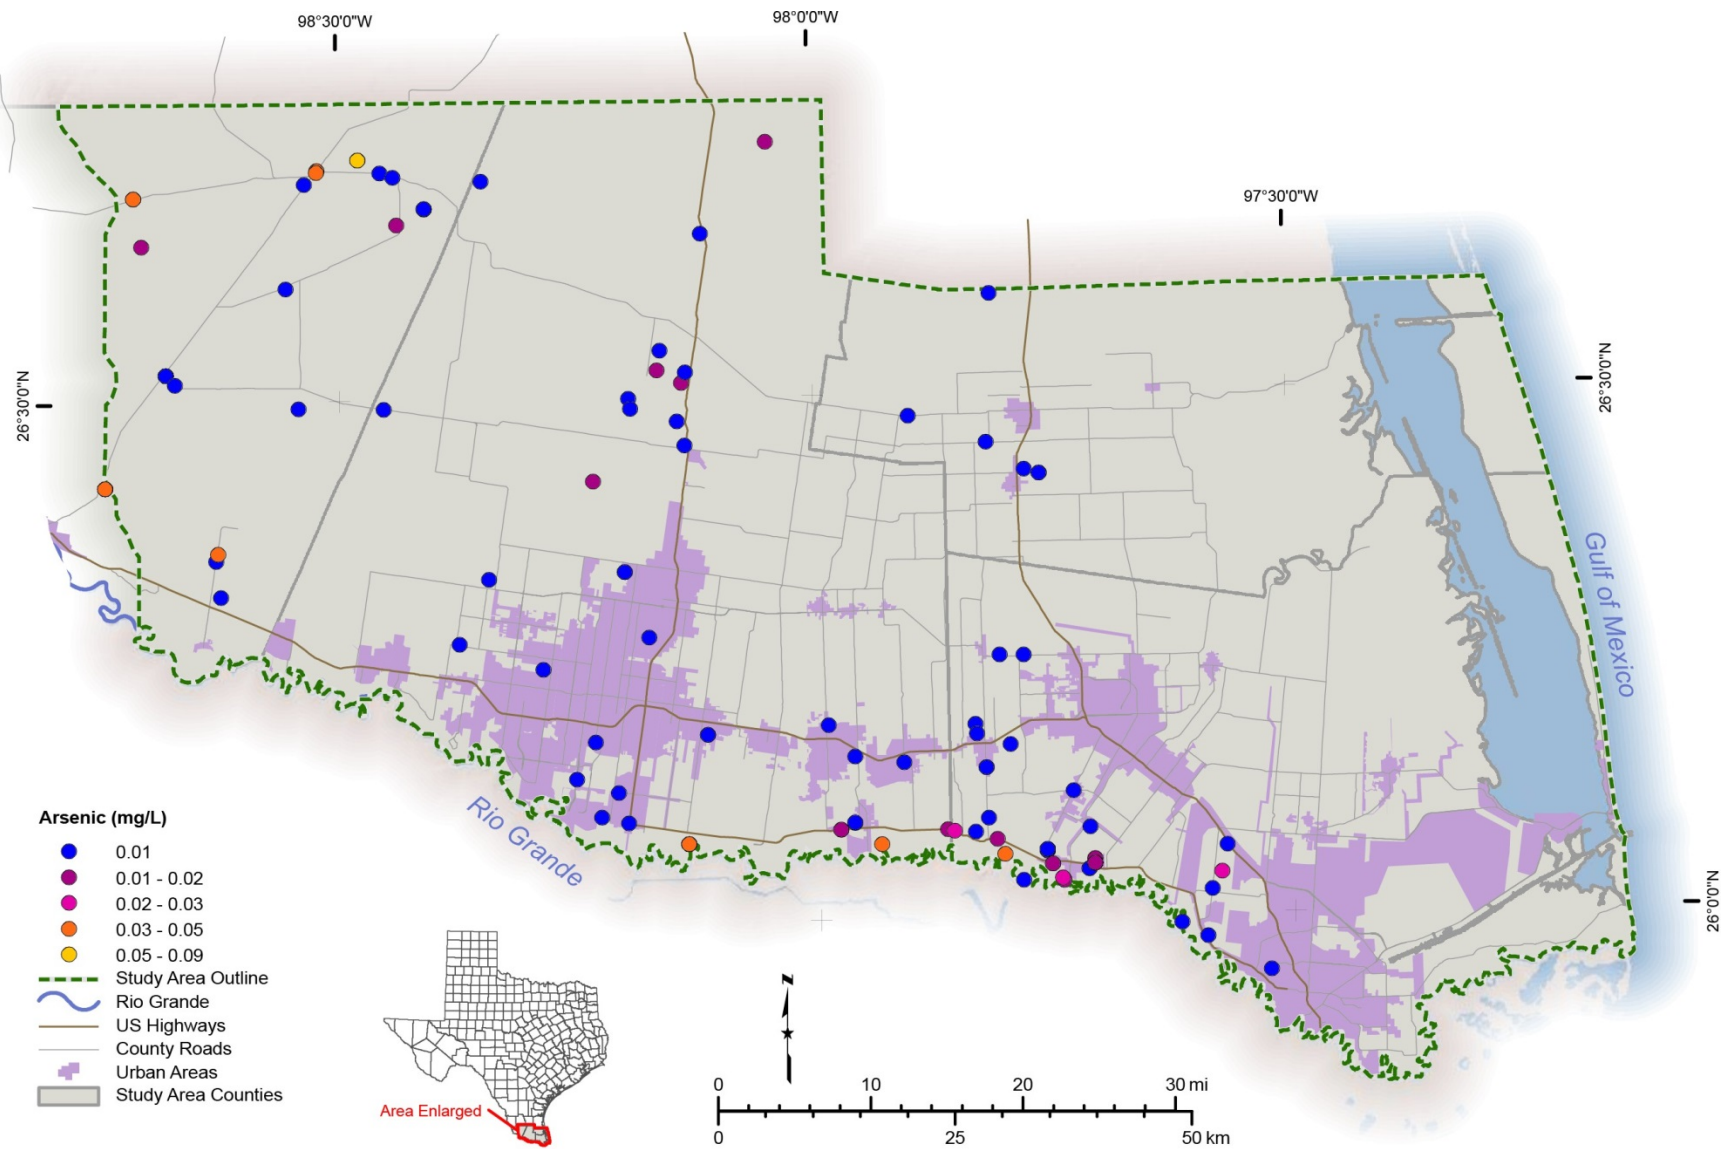 98°30'0"W
98°0'0"W
97°30'0"W
26°30'0"N
26°30'0"N
Gulf of Mexico
Rio Grande
26°0'0"N
Arsenic (mg/L)
0.01
0.01 - 0.02
0.02 - 0.03
0.03 - 0.05
0.05 - 0.09
Study Area Outline
Rio Grande
US Highways
County Roads
Urban Areas
Study Area Counties
Area Enlarged
N
0 10 20 30 mi
0 25 50 km